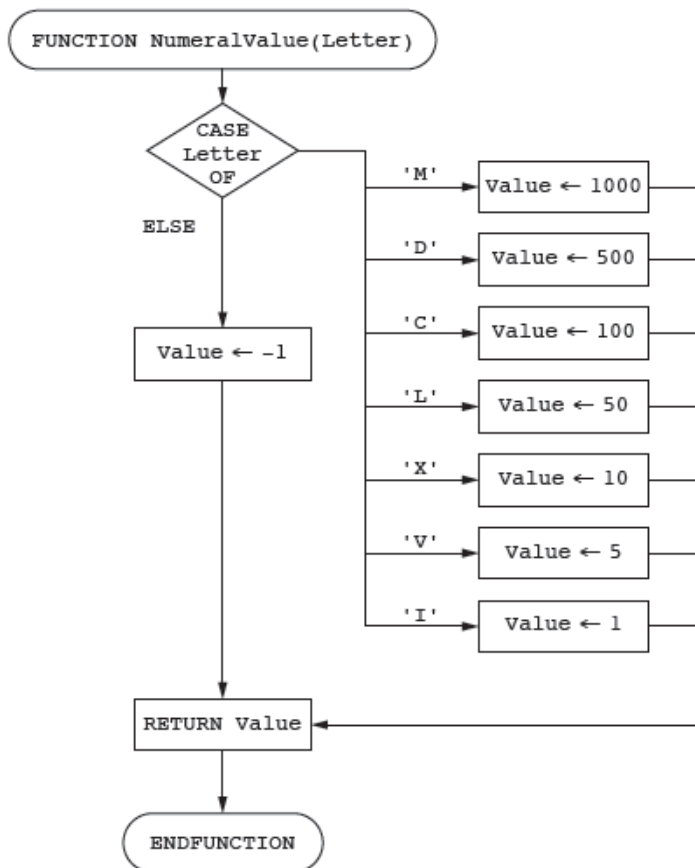 FUNCTION NumeralValue(Letter)
CASE
Letter
OF
'M'
Value ← 1000
ELSE
'D'
Value ← 500
'C'
Value ← 100
Value ← -1
'L'
Value ← 50
'X'
Value ← 10
'V'
Value ← 5
'I'
Value ← 1
RETURN Value
ENDFUNCTION